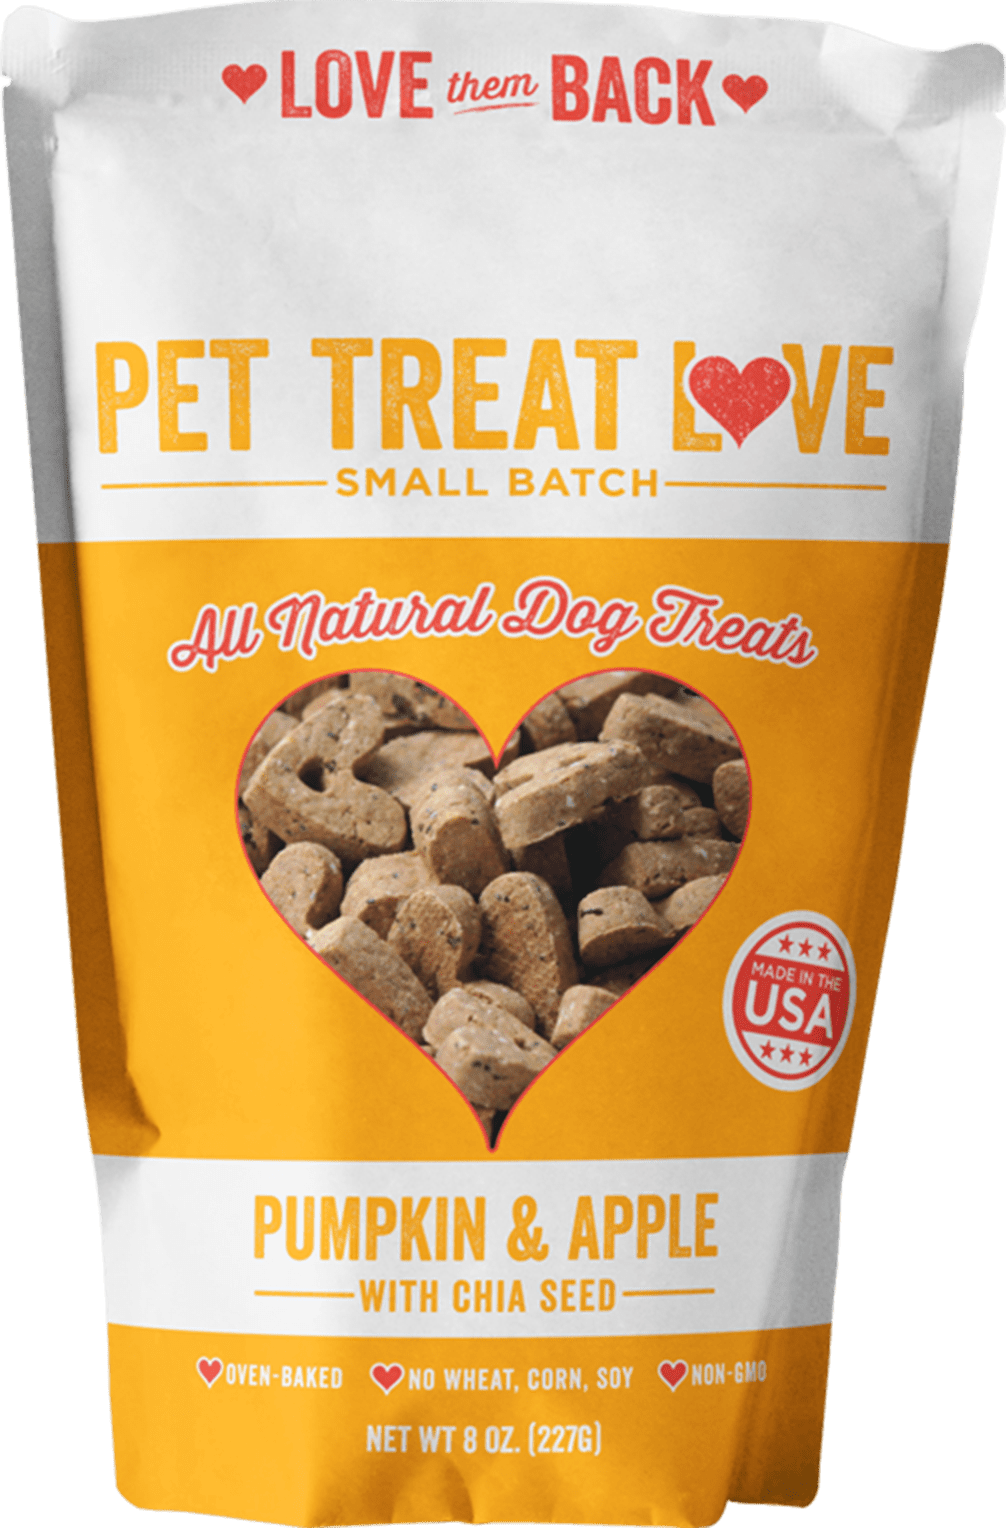 LOVE them BACK
PET TREAT LOVE
SMALL BATCH
All Natural Dog Treats
MADE IN THE
USA
PUMPKIN & APPLE
WITH CHIA SEED
OVEN-BAKED NO WHEAT, CORN, SOY NON-GMO
NET WT 8 OZ. (227G)